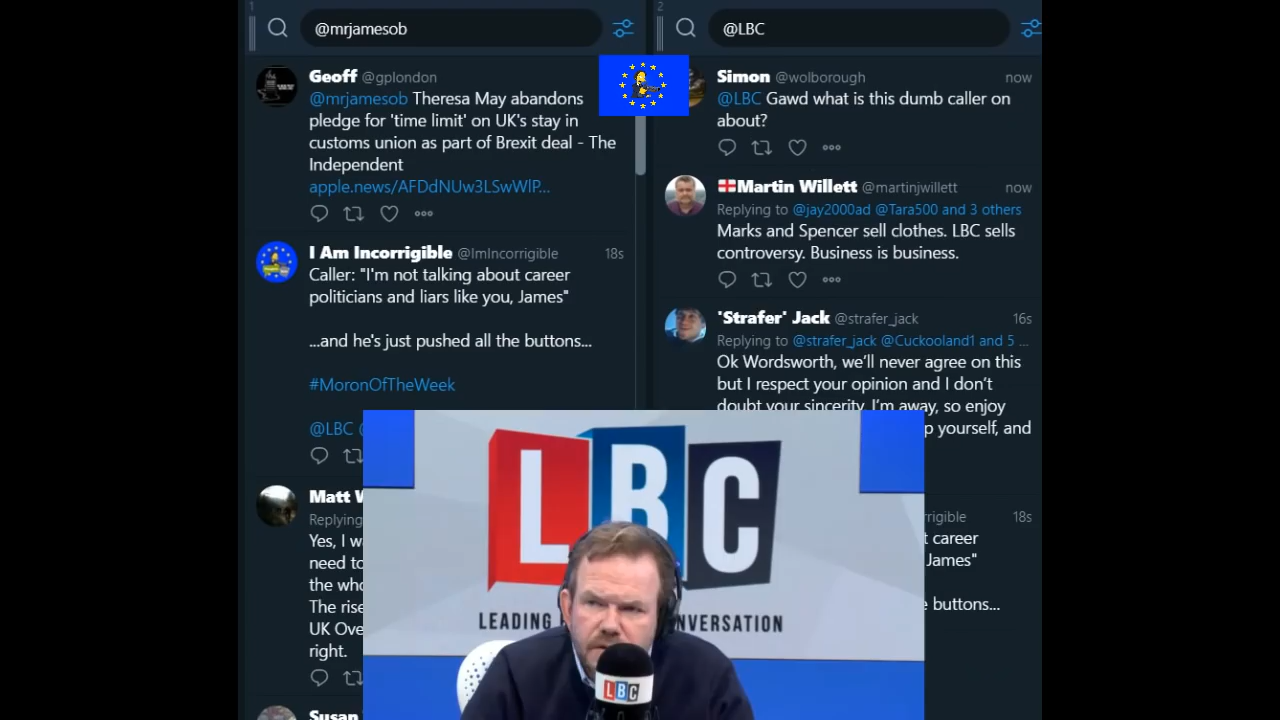 1
@mrjamesob
Geoff @gplondon
@mrjamesob Theresa May abandons
pledge for 'time limit' on UK's stay in
customs union as part of Brexit deal - The
Independent
apple.news/AFDdNUw3LSwWlP...
I Am Incorrigible @ImIncorrigible 18s
Caller: "I'm not talking about career
politicians and liars like you, James"
...and he's just pushed all the buttons...
#MoronOfTheWeek
@LBC
Matt W
Replying
Yes, I w
need to
the who
The rise
UK Ove
right.
Susan
2
@LBC
Simon @wolborough now
@LBC Gawd what is this dumb caller on
about?
Martin Willett @martinjwillett now
Replying to @jay2000ad @Tara500 and 3 others
Marks and Spencer sell clothes. LBC sells
controversy. Business is business.
'Strafer' Jack @strafer_jack 16s
Replying to @strafer_jack @Cuckooland1 and 5 ...
Ok Wordsworth, we'll never agree on this
but I respect your opinion and I don't
doubt your sincerity. I'm away, so enjoy
p yourself, and
rrigible 18s
t career
James"
e buttons...
LBC
LEADING
NVERSATION
LBC